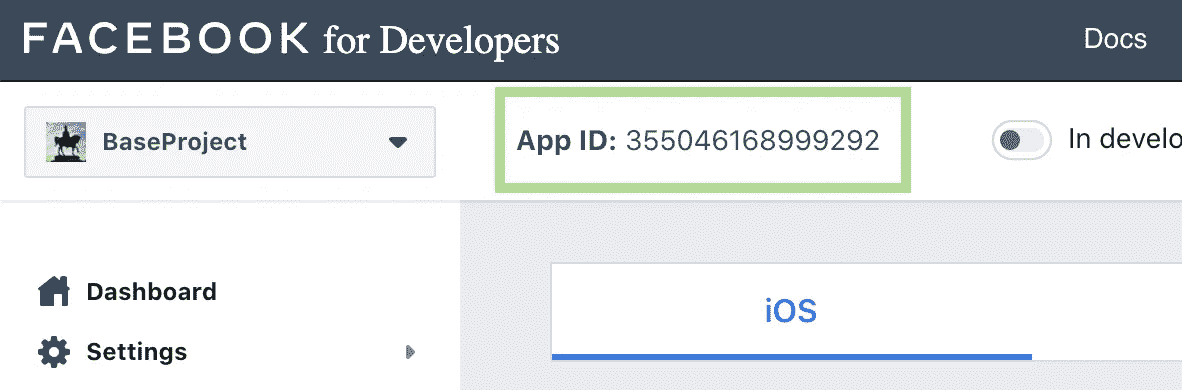 FACEBOOK for Developers
Docs
BaseProject
App ID: 355046168999292
In develo
Dashboard
Settings
iOS